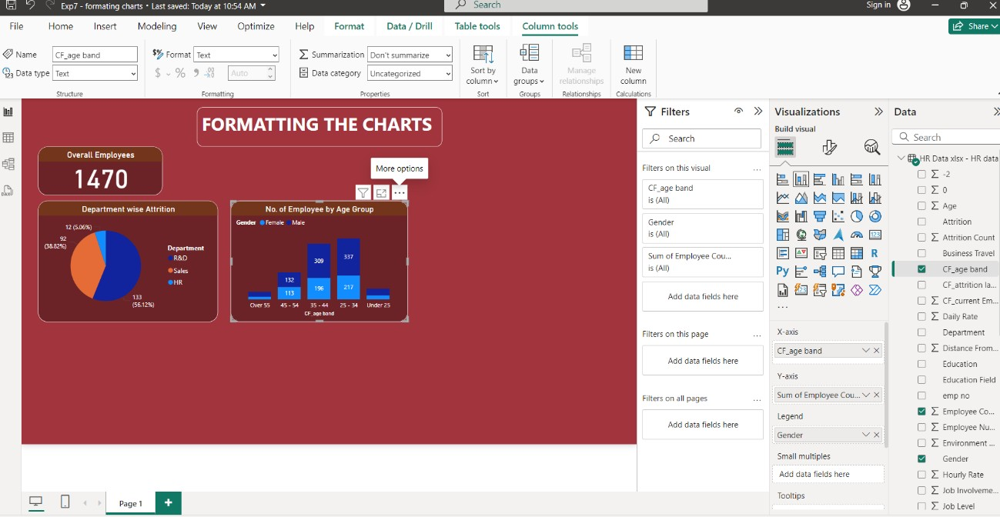 Exp7 - formating charts • Last saved: Today at 10:54 AM
Search
Sign in
File Home Insert Modeling View Optimize Help Format Data / Drill Table tools Column tools
Share
Name CF_age band
Data type Text
Structure
Format Text
$ % Auto
Formatting
Summarization Don't summarize
Data category Uncategorized
Properties
Sort by column
Sort
Data groups
Groups
Manage relationships
Relationships
New column
Calculations
FORMATTING THE CHARTS
Overall Employees
1470
More options
Department wise Attrition
12 (5.06%)
92
(38.82%)
133
(56.12%)
Department
R&D
Sales
HR
No. of Employee by Age Group
Gender Female Male
132
113
309
196
337
217
Over 55 45 - 54 35 - 44 25 - 34 Under 25
CF_age band
Page 1
Filters
Search
Filters on this visual
CF_age band
is (All)
Gender
is (All)
Sum of Employee Cou...
is (All)
Add data fields here
Filters on this page
Add data fields here
Filters on all pages
Add data fields here
Visualizations
Build visual
123
R
Py
X-axis
CF_age band
Y-axis
Sum of Employee Cou...
Legend
Gender
Small multiples
Add data fields here
Tooltips
Data
Search
HR Data xlsx - HR data
-2
0
Age
Attrition
Attrition Count
Business Travel
CF_age band
CF_attrition la...
CF_current Em...
Daily Rate
Department
Distance From...
Education
Education Field
emp no
Employee Co...
Employee Nu...
Environment ...
Gender
Hourly Rate
Job Involveme...
Job Level